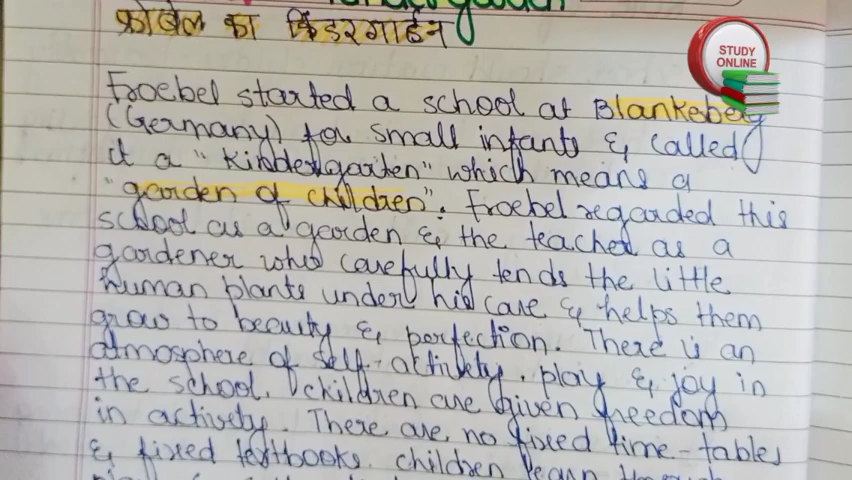 फ्रोबेल का किंडरगार्डन
STUDY
ONLINE
Froebel started a school at Blankeberg
(Germany) for small infants & called
it a "Kindergarten" which means a
"garden of children". Froebel regarded this
school as a garden & the teacher as a
gardener who carefully tends the little
human plants under his care & helps them
grow to beauty & perfection. There is an
atmosphere of self-activity, play & joy in
the school. children are given freedom
in activity. There are no fixed time-tables
& fixed textbooks. children learn through